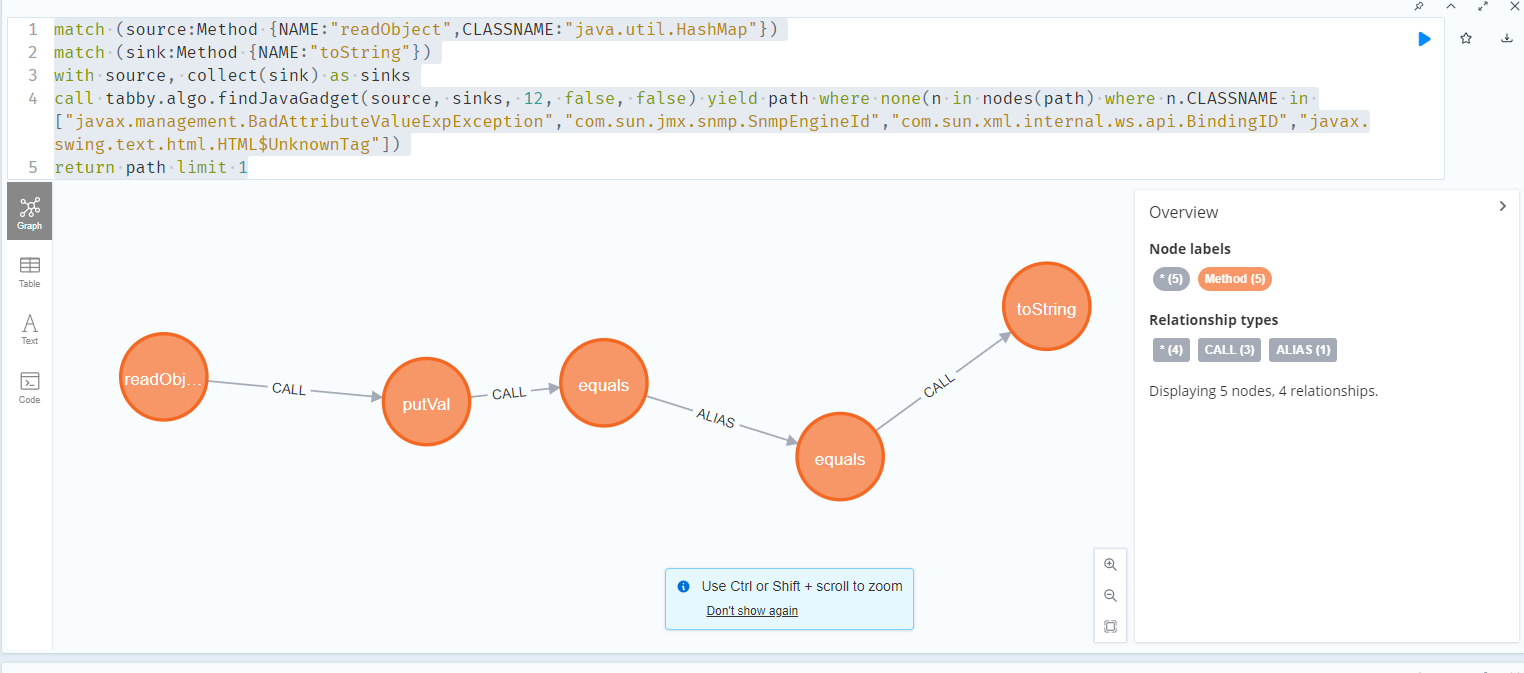 1 match (source:Method {NAME:"readObject",CLASSNAME:"java.util.HashMap"})
2 match (sink:Method {NAME:"toString"})
3 with source, collect(sink) as sinks
4 call tabby.algo.findJavaGadget(source, sinks, 12, false, false) yield path where none(n in nodes(path) where n.CLASSNAME in
["javax.management.BadAttributeValueExpException","com.sun.jmx.snmp.SnmpEngineId","com.sun.xml.internal.ws.api.BindingID","javax.
swing.text.html.HTML$UnknownTag"])
5 return path limit 1
Graph
Table
Text
Code
readObj...
CALL
putVal
CALL
equals
ALIAS
equals
CALL
toString
Use Ctrl or Shift + scroll to zoom
Don't show again
Overview
Node labels
* (5) Method (5)
Relationship types
* (4) CALL (3) ALIAS (1)
Displaying 5 nodes, 4 relationships.